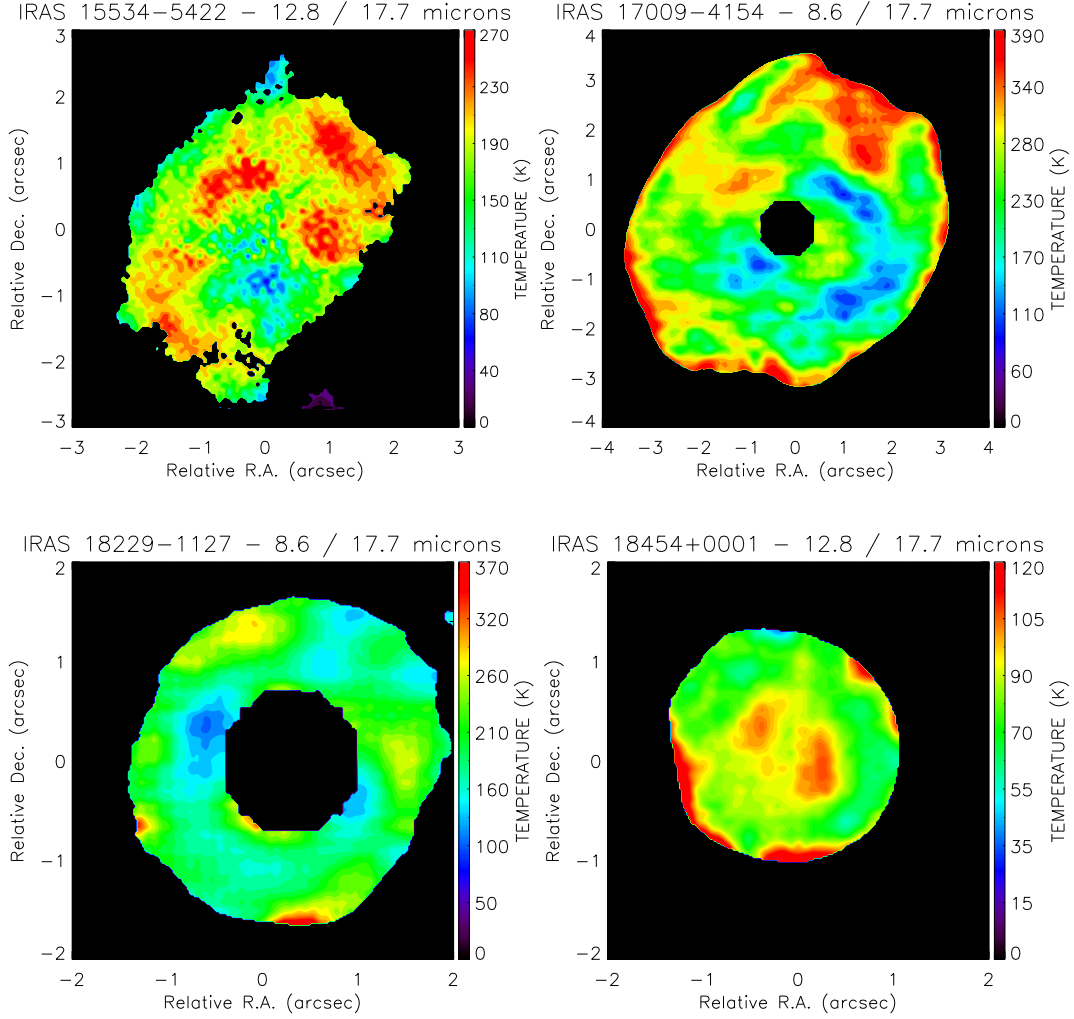 IRAS 15534−5422 − 12.8 / 17.7 microns
3
2
1
0
−1
−2
−3
Relative Dec. (arcsec)
−3 −2 −1 0 1 2 3
Relative R.A. (arcsec)
270
230
190
150
110
80
40
0
TEMPERATURE (K)
IRAS 17009−4154 − 8.6 / 17.7 microns
4
3
2
1
0
−1
−2
−3
−4
Relative Dec. (arcsec)
−4 −3 −2 −1 0 1 2 3 4
Relative R.A. (arcsec)
390
340
280
230
170
110
60
0
TEMPERATURE (K)
IRAS 18229−1127 − 8.6 / 17.7 microns
2
1
0
−1
−2
Relative Dec. (arcsec)
−2 −1 0 1 2
Relative R.A. (arcsec)
370
320
260
210
160
100
50
0
TEMPERATURE (K)
IRAS 18454+0001 − 12.8 / 17.7 microns
2
1
0
−1
−2
Relative Dec. (arcsec)
−2 −1 0 1 2
Relative R.A. (arcsec)
120
105
90
70
55
35
15
0
TEMPERATURE (K)